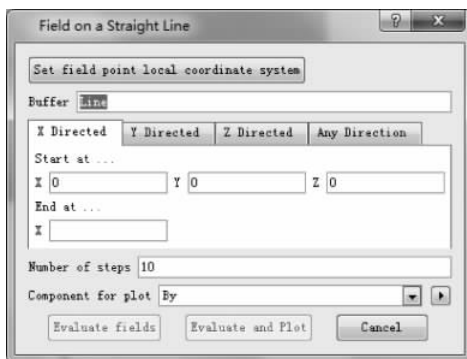 Field on a Straight Line
? X
Set field point local coordinate system
Buffer Line
X Directed Y Directed Z Directed Any Direction
Start at ...
X 0 Y 0 Z 0
End at ...
X
Number of steps 10
Component for plot By
Evaluate fields Evaluate and Plot Cancel